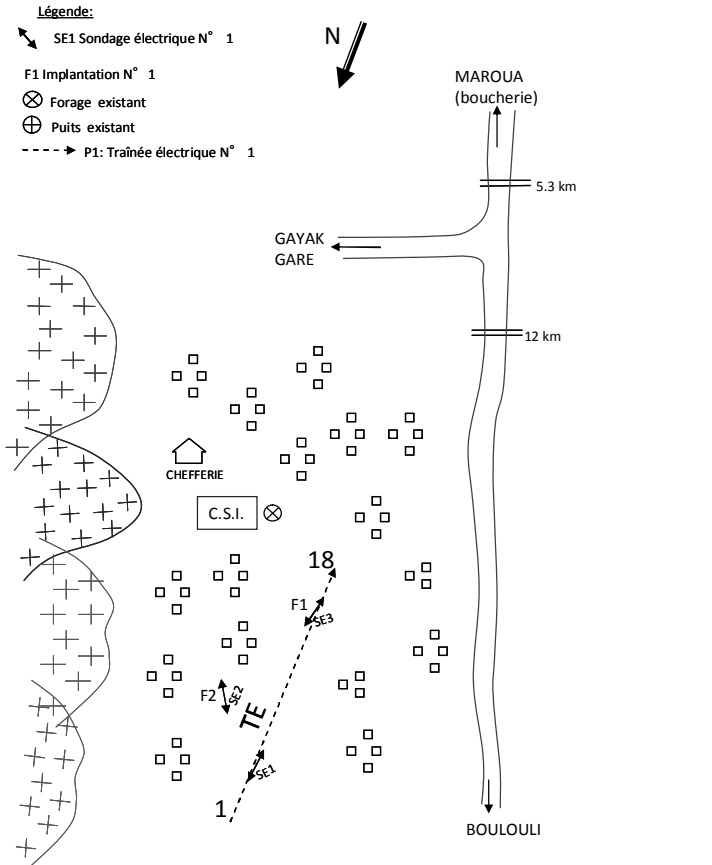 Légende:
SE1 Sondage électrique N° 1
F1 Implantation N° 1
Forage existant
Puits existant
P1: Traînée électrique N° 1
N
MAROUA
(boucherie)
5.3 km
GAYAK
GARE
12 km
CHEFFERIE
C.S.I.
18
F1
SE3
F2
SE2
TE
SE1
1
BOULOULI